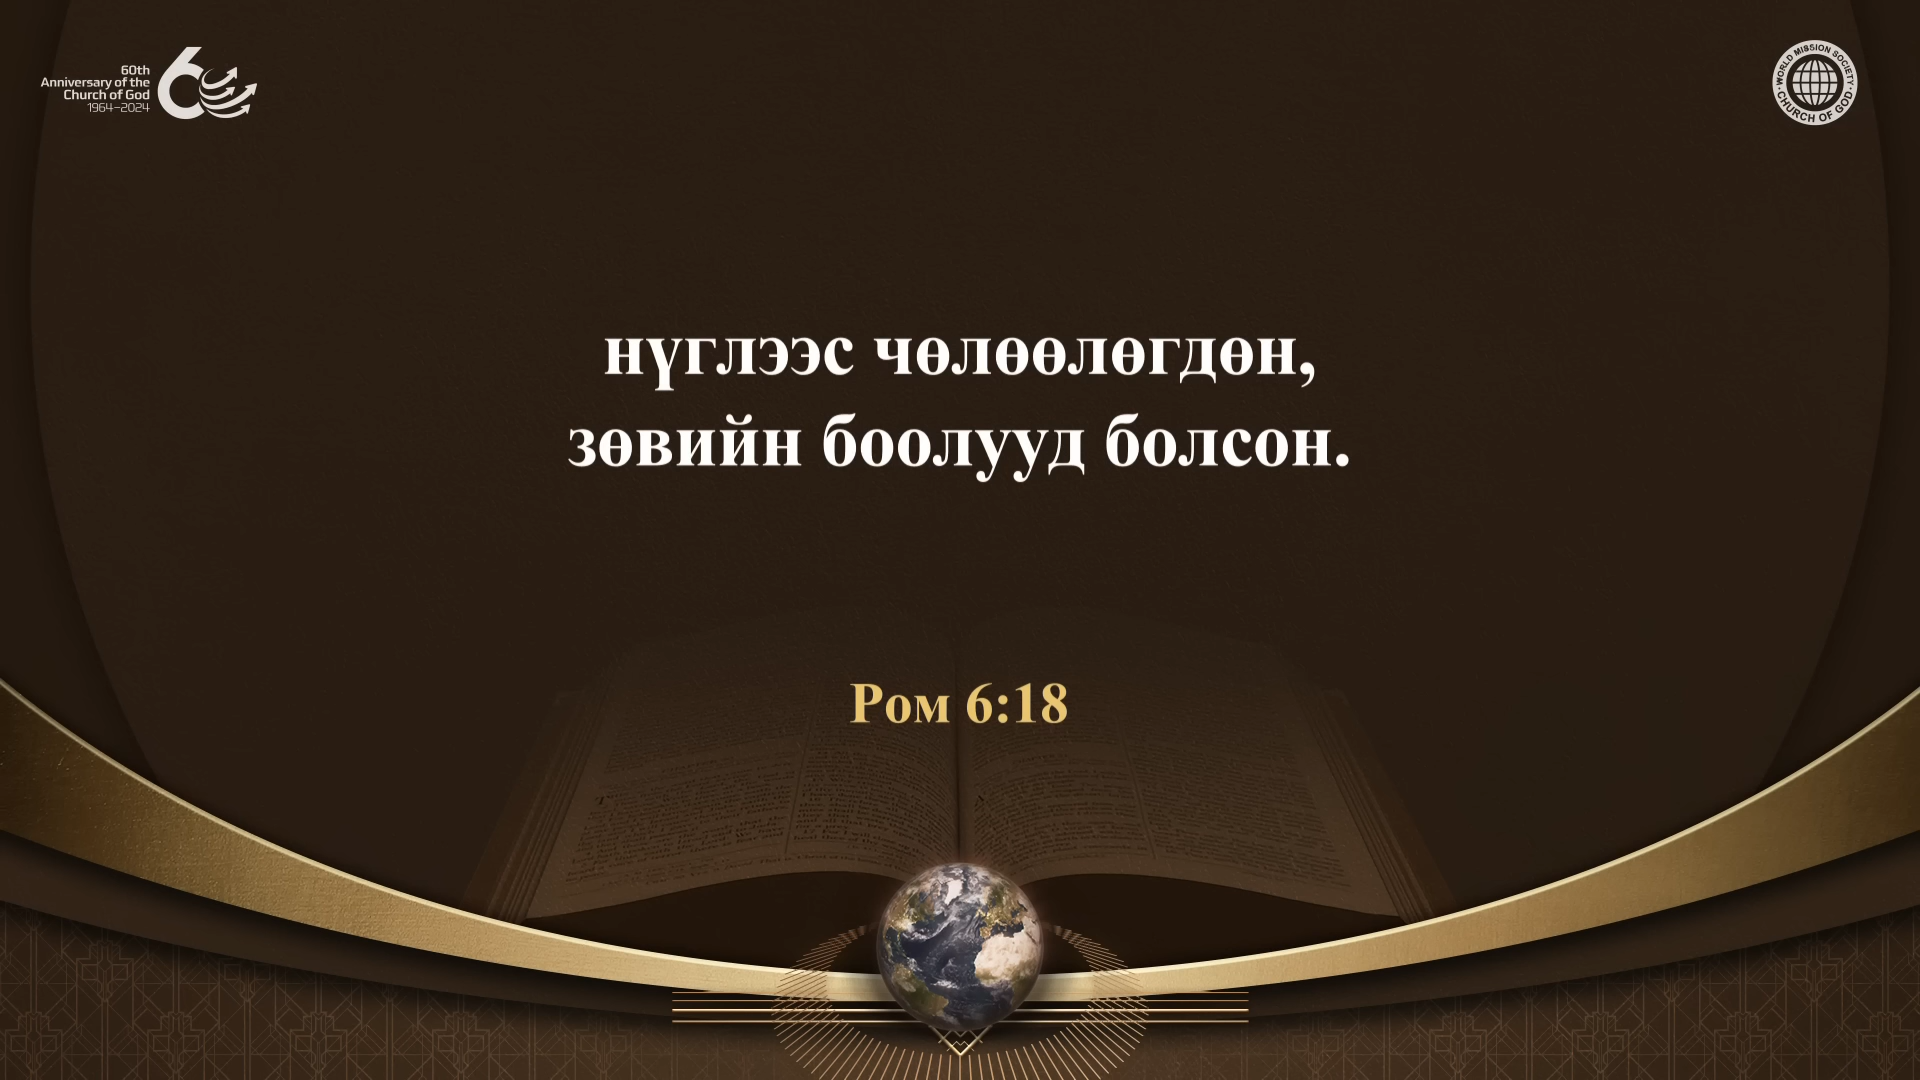 60th
Anniversary of the
Church of God
1964–2024
60
WORLD MISSION SOCIETY
CHURCH OF GOD
нүглээс чөлөөлөгдөн,
зөвийн боолууд болсон.
Ром 6:18